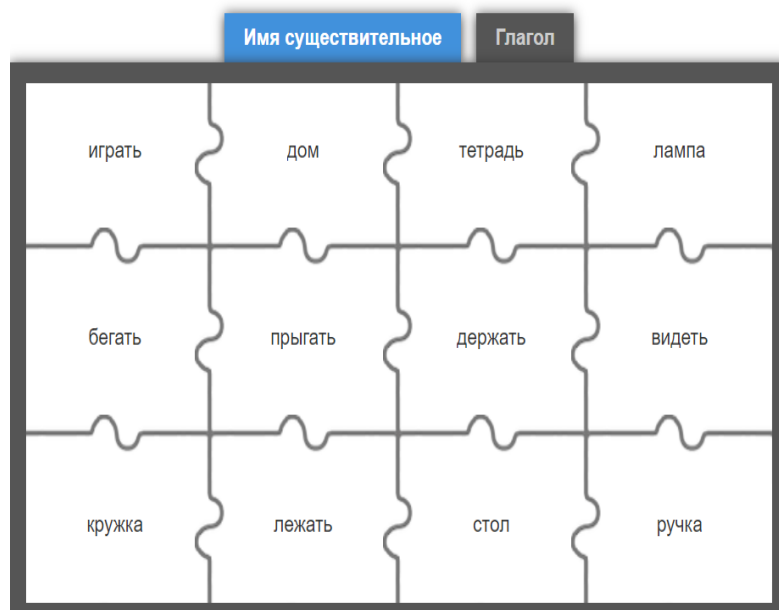 Имя существительное Глагол
играть дом тетрадь лампа
бегать прыгать держать видеть
кружка лежать стол ручка